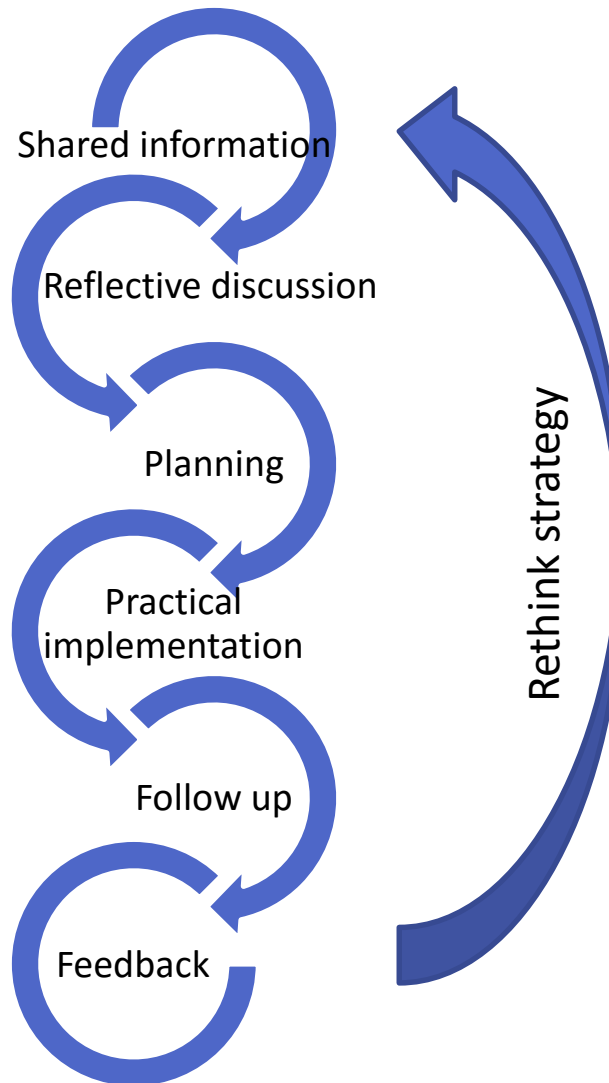 Shared information
Reflective discussion
Planning
Practical
implementation
Follow up
Feedback
Rethink strategy